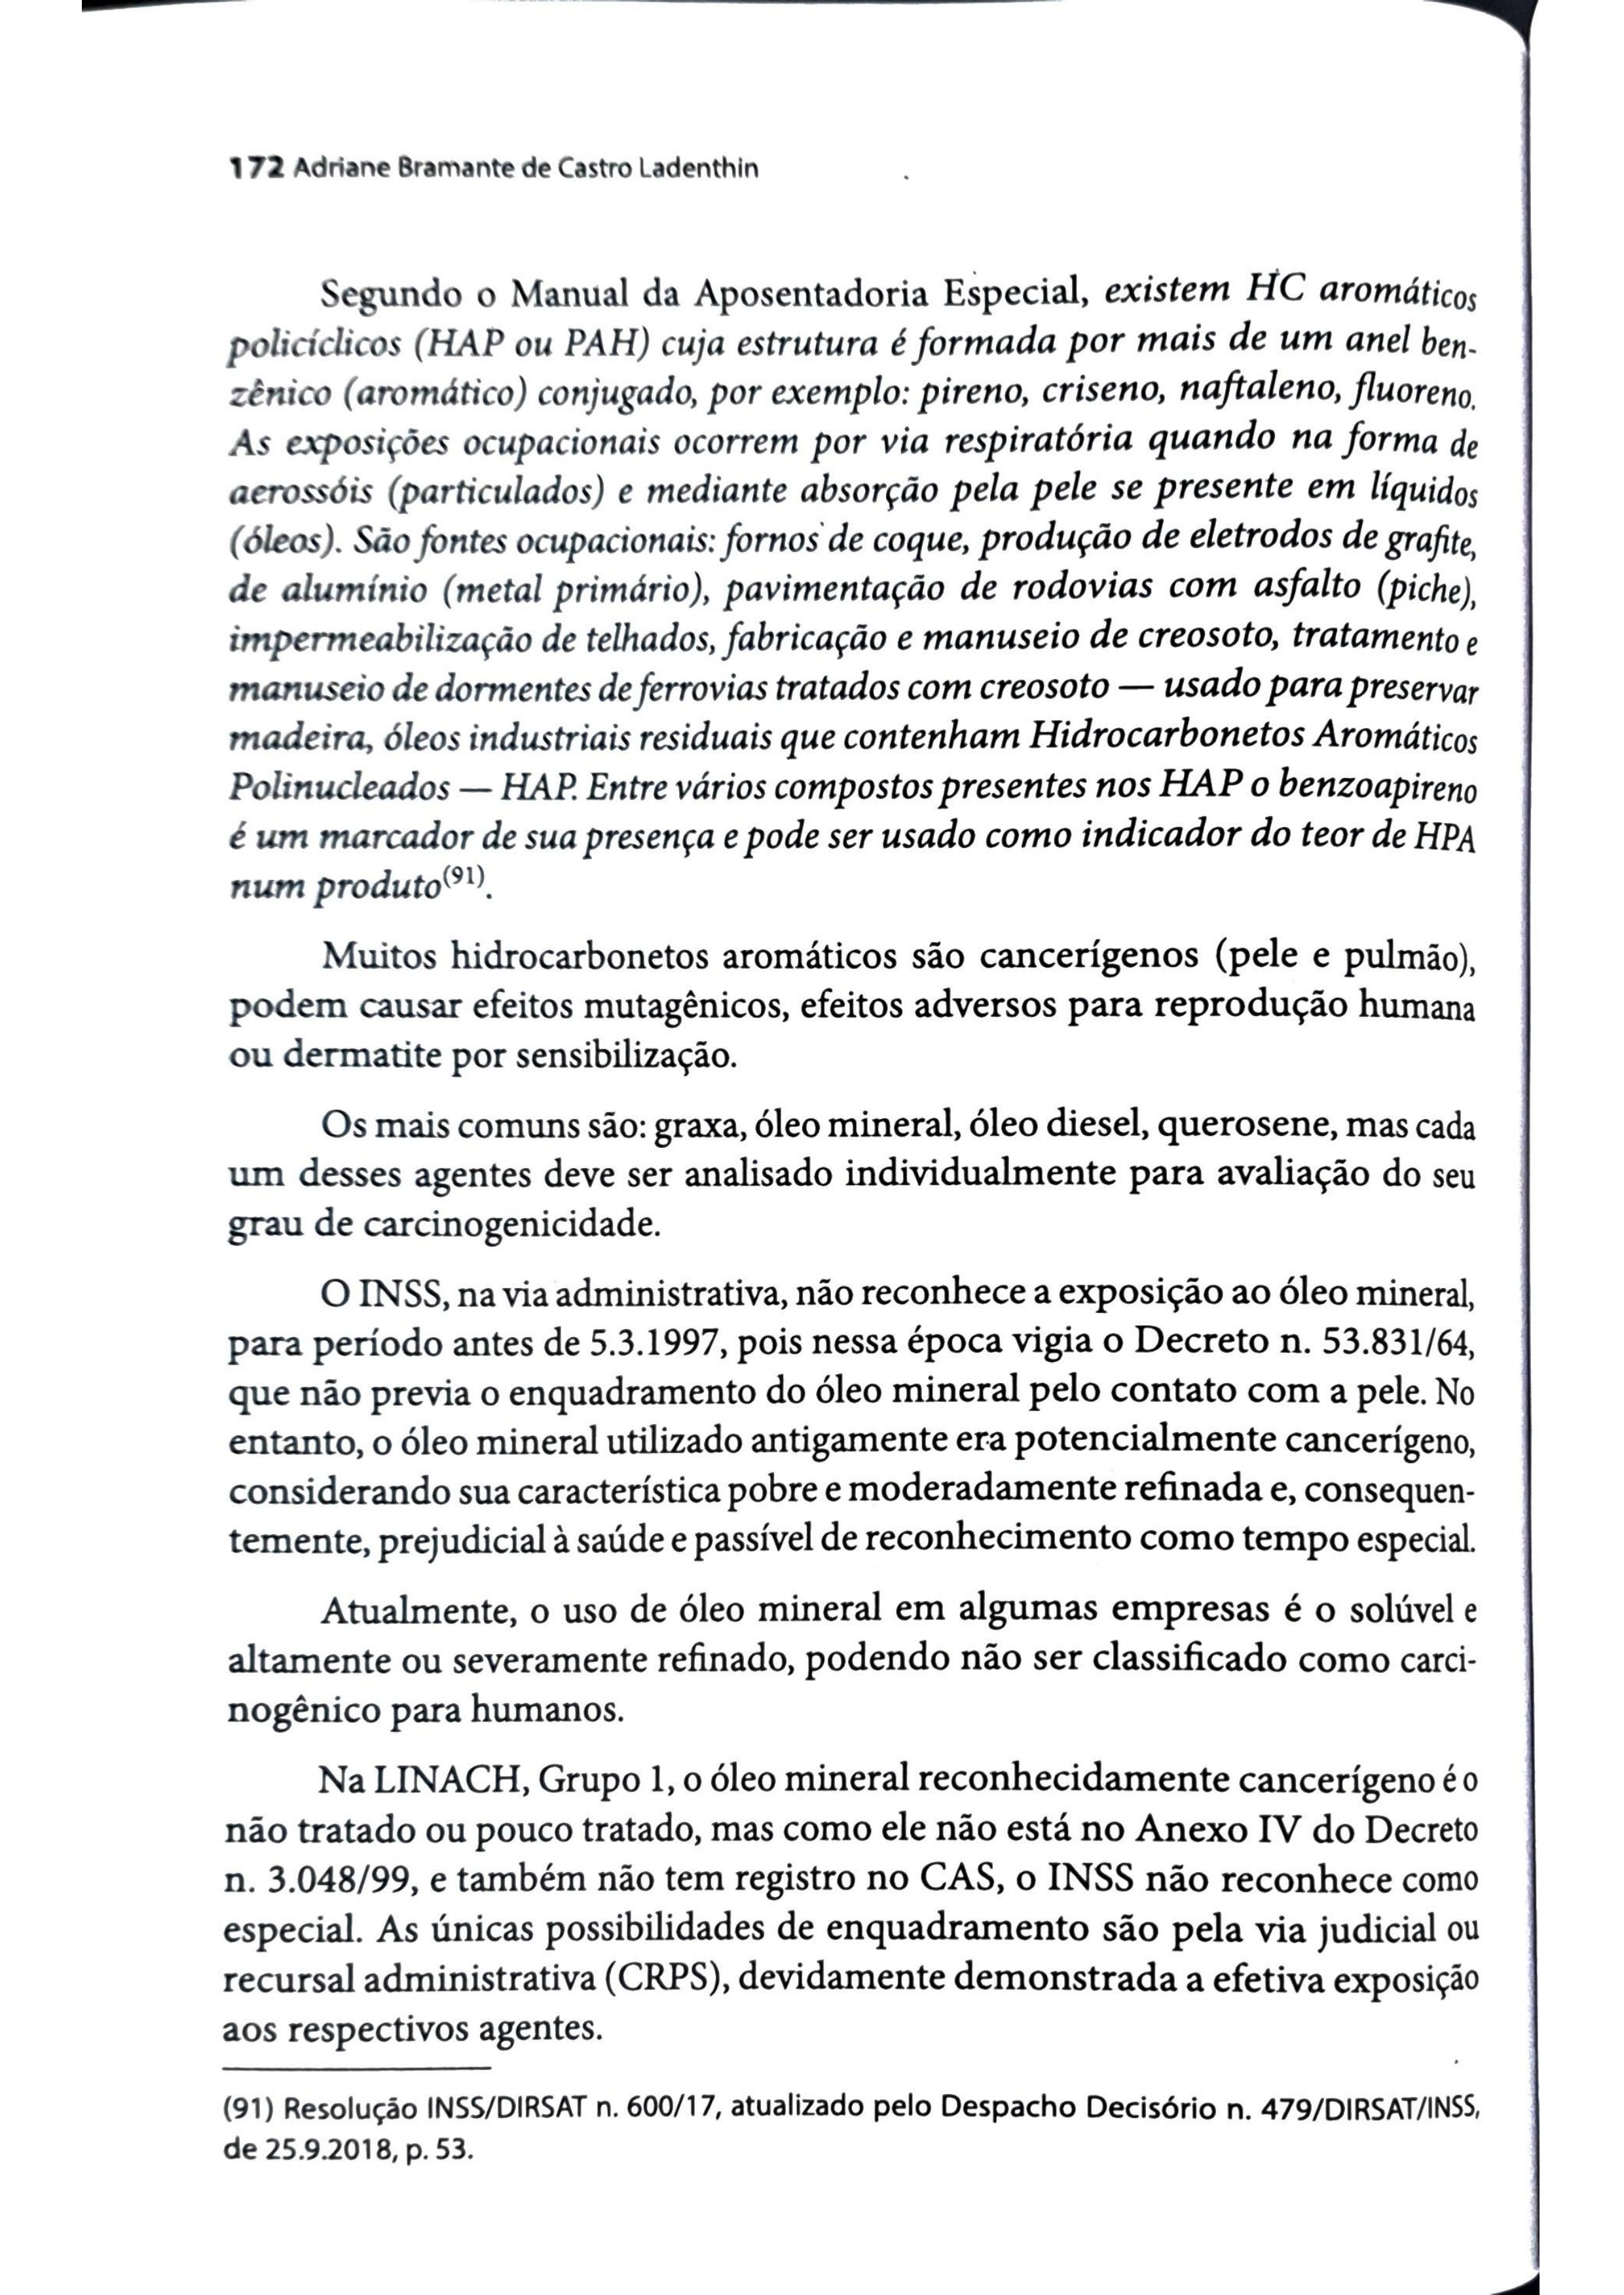 172 Adriane Bramante de Castro Ladenthin
Segundo o Manual da Aposentadoria Especial, existem HC aromáticos
policíclicos (HAP ou PAH) cuja estrutura é formada por mais de um anel ben-
zênico (aromático) conjugado, por exemplo: pireno, criseno, naftaleno, fluoreno.
As exposições ocupacionais ocorrem por via respiratória quando na forma de
aerossóis (particulados) e mediante absorção pela pele se presente em líquidos
(óleos). São fontes ocupacionais: fornos de coque, produção de eletrodos de grafite,
de alumínio (metal primário), pavimentação de rodovias com asfalto (piche),
impermeabilização de telhados, fabricação e manuseio de creosoto, tratamento e
manuseio de dormentes de ferrovias tratados com creosoto — usado para preservar
madeira, óleos industriais residuais que contenham Hidrocarbonetos Aromáticos
Polinucleados — HAP. Entre vários compostos presentes nos HAP o benzoapireno
é um marcador de sua presença e pode ser usado como indicador do teor de HPA
num produto(91).
Muitos hidrocarbonetos aromáticos são cancerígenos (pele e pulmão),
podem causar efeitos mutagênicos, efeitos adversos para reprodução humana
ou dermatite por sensibilização.
Os mais comuns são: graxa, óleo mineral, óleo diesel, querosene, mas cada
um desses agentes deve ser analisado individualmente para avaliação do seu
grau de carcinogenicidade.
O INSS, na via administrativa, não reconhece a exposição ao óleo mineral,
para período antes de 5.3.1997, pois nessa época vigia o Decreto n. 53.831/64,
que não previa o enquadramento do óleo mineral pelo contato com a pele. No
entanto, o óleo mineral utilizado antigamente era potencialmente cancerígeno,
considerando sua característica pobre e moderadamente refinada e, consequen-
temente, prejudicial à saúde e passível de reconhecimento como tempo especial.
Atualmente, o uso de óleo mineral em algumas empresas é o solúvel e
altamente ou severamente refinado, podendo não ser classificado como carci-
nogênico para humanos.
Na LINACH, Grupo 1, o óleo mineral reconhecidamente cancerígeno é o
não tratado ou pouco tratado, mas como ele não está no Anexo IV do Decreto
n. 3.048/99, e também não tem registro no CAS, o INSS não reconhece como
especial. As únicas possibilidades de enquadramento são pela via judicial ou
recursal administrativa (CRPS), devidamente demonstrada a efetiva exposição
aos respectivos agentes.
(91) Resolução INSS/DIRSAT n. 600/17, atualizado pelo Despacho Decisório n. 479/DIRSAT/INSS,
de 25.9.2018, p. 53.